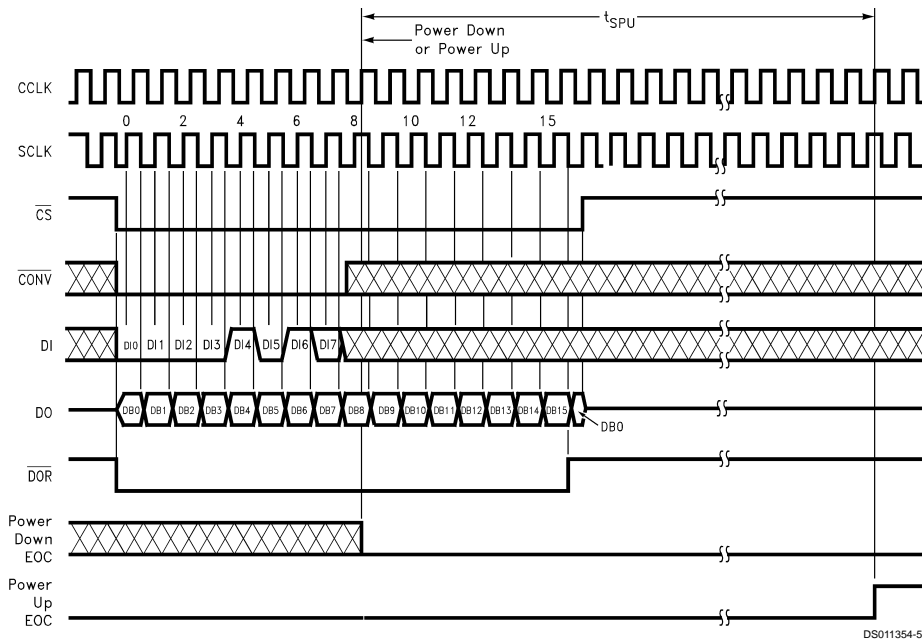 tSPU
Power Down
or Power Up
CCLK
0 2 4 6 8 10 12 15
SCLK
CS
CONV
DI DI0 DI1 DI2 DI3 DI4 DI5 DI6 DI7
DO DB0 DB1 DB2 DB3 DB4 DB5 DB6 DB7 DB8 DB9 DB10 DB11 DB12 DB13 DB14 DB15
DB0
DOR
Power
Down
EOC
Power
Up
EOC
DS011354-5